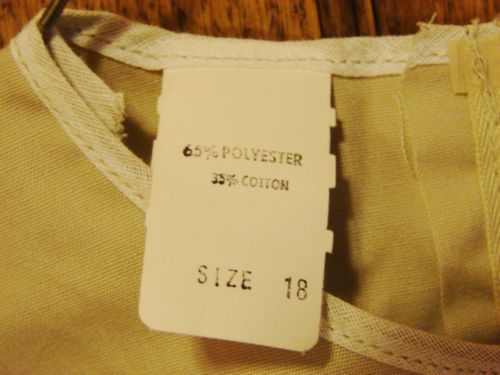 65% POLYESTER
35% COTTON
SIZE 18